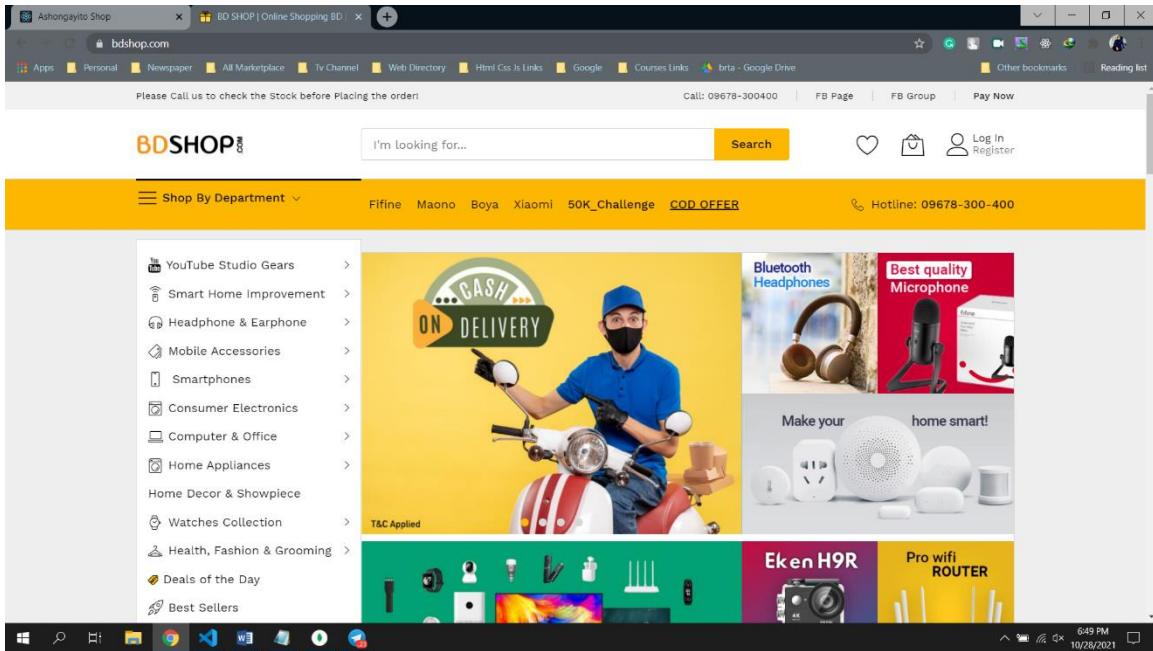 Ashongayito Shop
BD SHOP | Online Shopping BD |
bdshop.com
Apps Personal Newspaper All Marketplace Tv Channel Web Directory Html Css Js Links Google Courses Links brta - Google Drive Other bookmarks Reading list
Please Call us to check the Stock before Placing the order! Call: 09678-300400 FB Page FB Group Pay Now
BDSHOP.COM
I'm looking for... Search
Log In
Register
Shop By Department
Fifine Maono Boya Xiaomi 50K_Challenge COD OFFER Hotline: 09678-300-400
YouTube Studio Gears
Smart Home Improvement
Headphone & Earphone
Mobile Accessories
Smartphones
Consumer Electronics
Computer & Office
Home Appliances
Home Decor & Showpiece
Watches Collection
Health, Fashion & Grooming
Deals of the Day
Best Sellers
CASH
ON DELIVERY
T&C Applied
Bluetooth
Headphones
Best quality
Microphone
fifine
Make your home smart!
Eken H9R
4K
Pro wifi
ROUTER
6:49 PM
10/28/2021